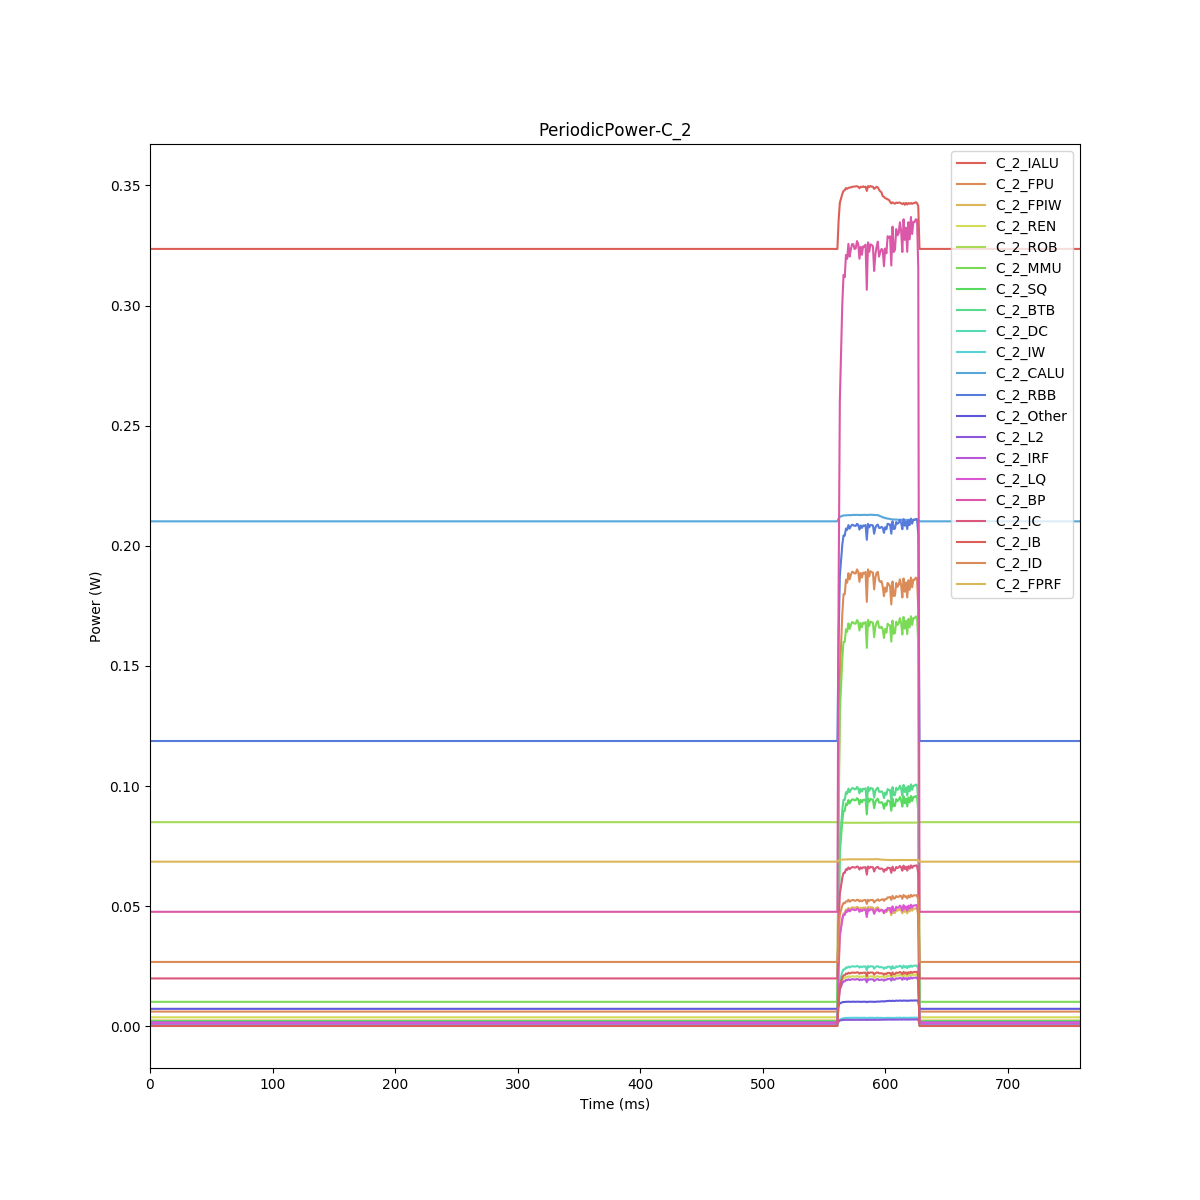 PeriodicPower-C_2
0.35
0.30
0.25
0.20
0.15
0.10
0.05
0.00
Power (W)
0
100
200
300
400
500
600
700
Time (ms)
C_2_IALU
C_2_FPU
C_2_FPIW
C_2_REN
C_2_ROB
C_2_MMU
C_2_SQ
C_2_BTB
C_2_DC
C_2_IW
C_2_CALU
C_2_RBB
C_2_Other
C_2_L2
C_2_IRF
C_2_LQ
C_2_BP
C_2_IC
C_2_IB
C_2_ID
C_2_FPRF